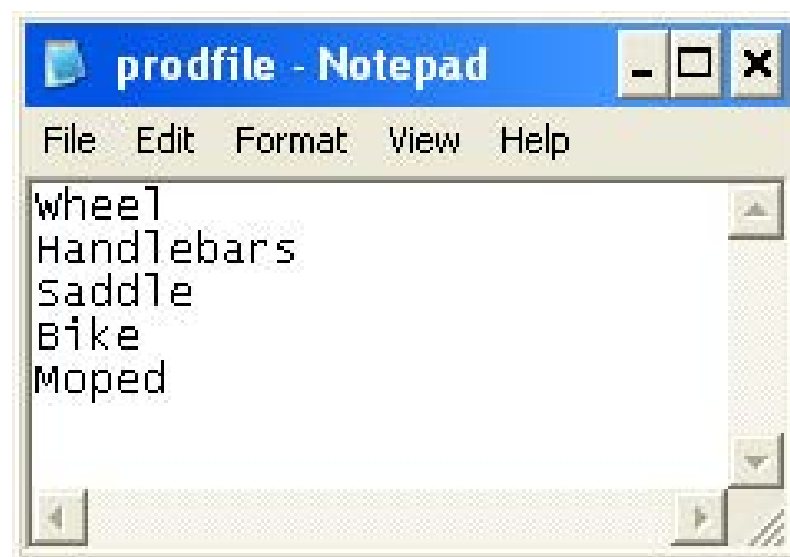 prodfile - Notepad
File Edit Format View Help
Wheel
Handlebars
Saddle
Bike
Moped